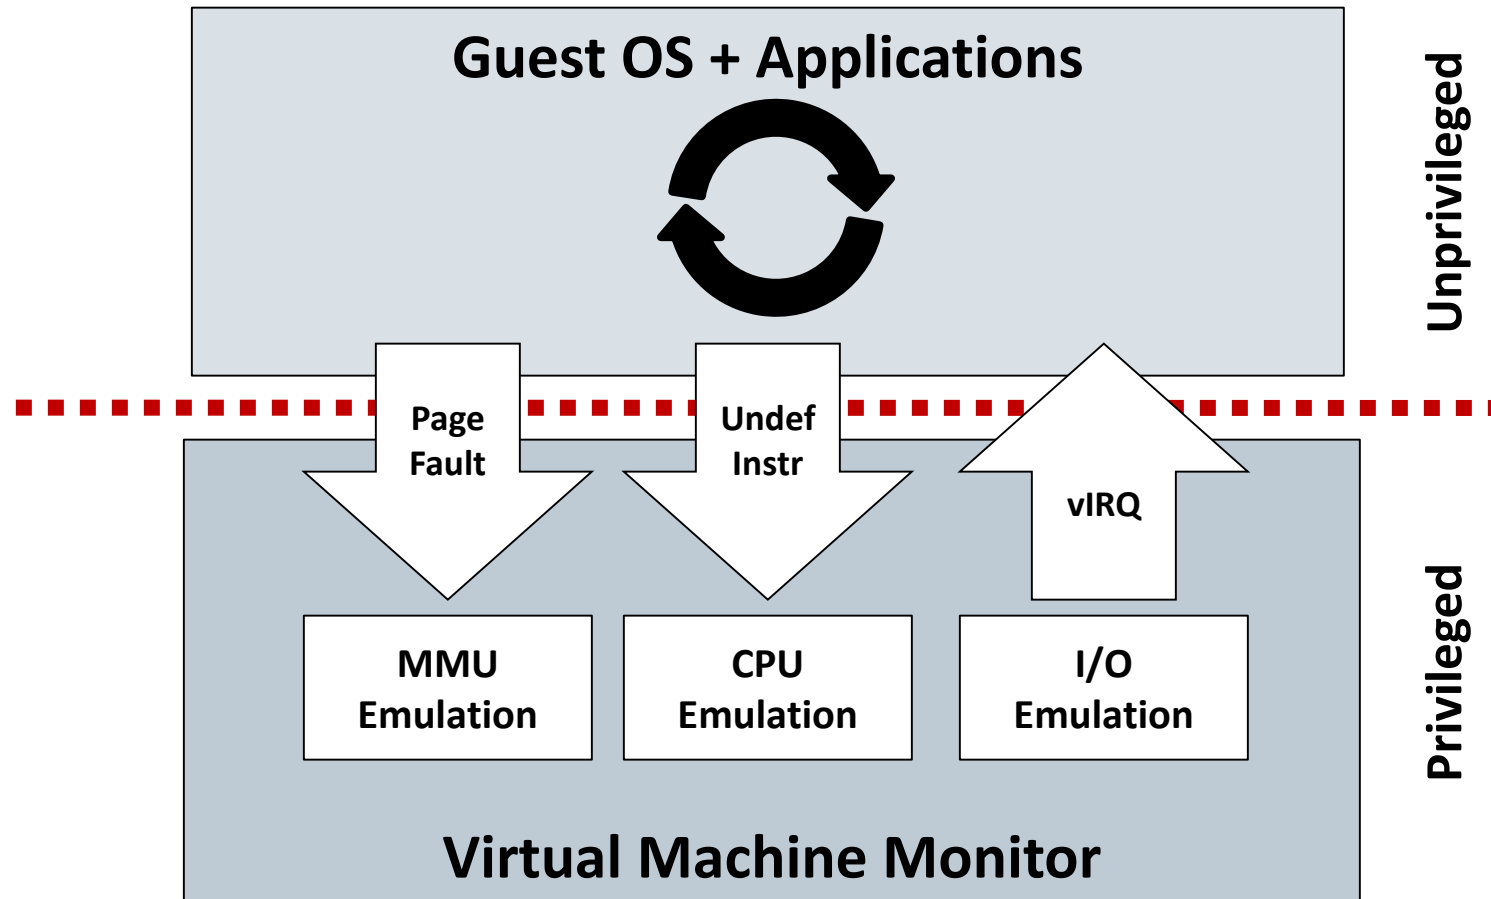 Guest OS + Applications
Unprivileged
Page
Fault
Undef
Instr
vIRQ
Privileged
MMU
Emulation
CPU
Emulation
I/O
Emulation
Virtual Machine Monitor